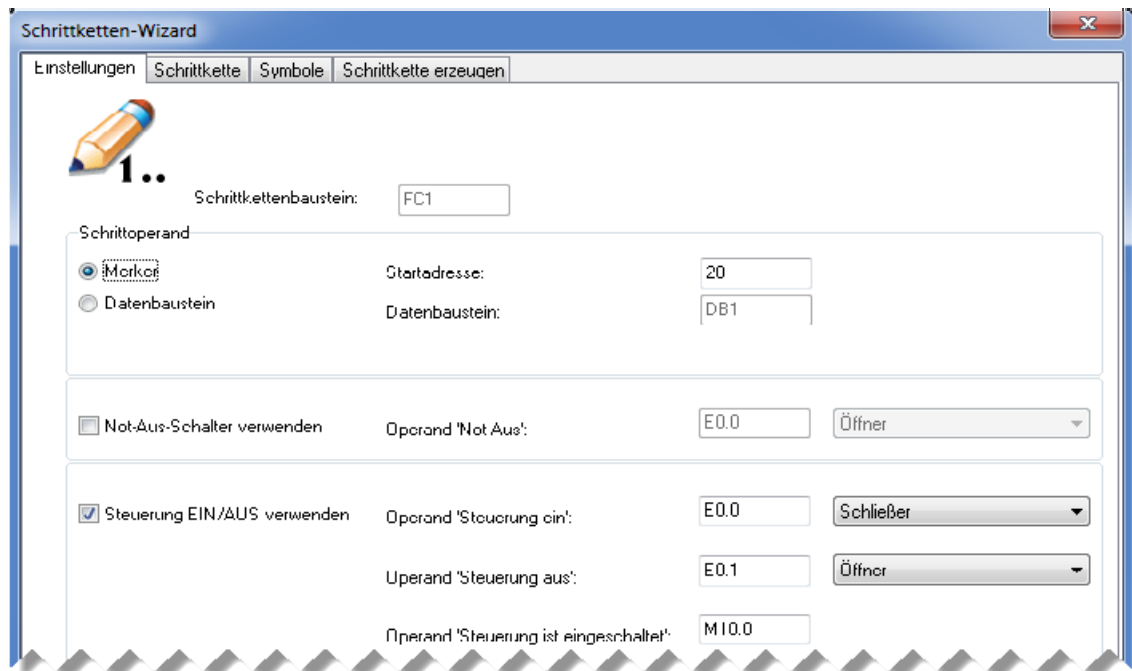 Schrittketten-Wizard
Einstellungen Schrittkette Symbole Schrittkette erzeugen
1..
Schrittkettenbaustein: FC1
Schrittoperand
Merker Startadresse: 20
Datenbaustein Datenbaustein: DB1
Not-Aus-Schalter verwenden Operand 'Not Aus': E0.0 Öffner
Steuerung EIN/AUS verwenden Operand 'Steuerung ein': E0.0 Schließer
Operand 'Steuerung aus': E0.1 Öffner
Operand 'Steuerung ist eingeschaltet': M10.0